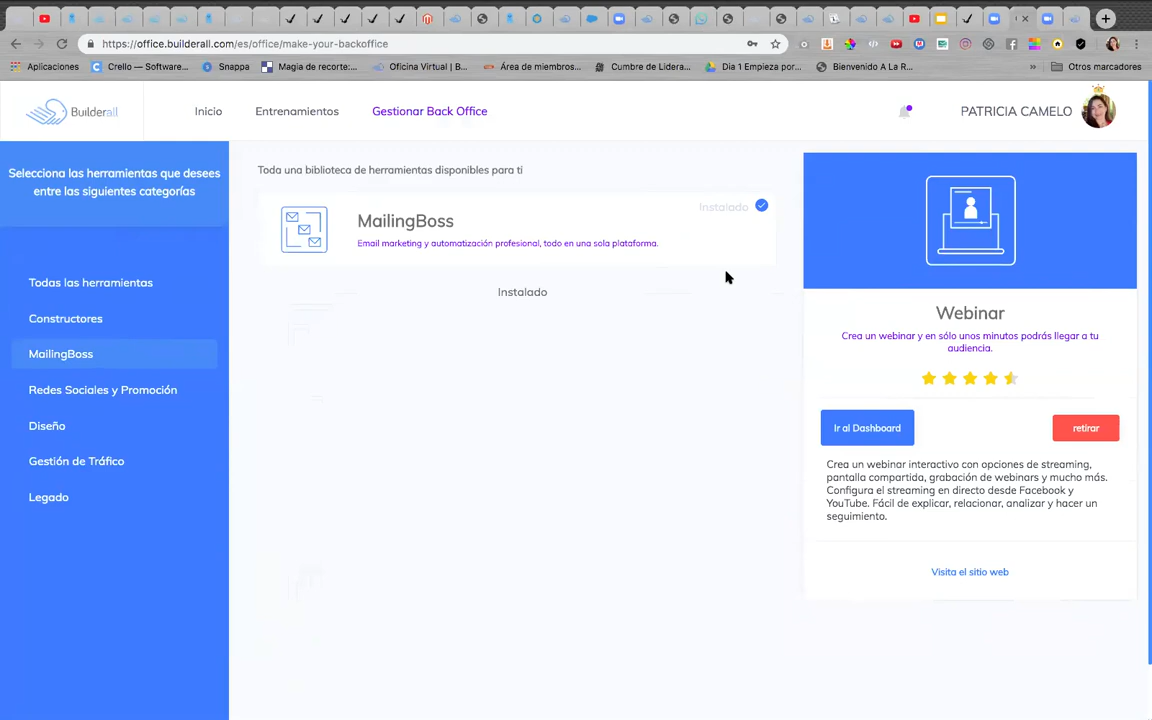 https://office.builderall.com/es/office/make-your-backoffice
Aplicaciones
Crello — Software...
Snappa
Magia de recorte:...
Oficina Virtual | B...
Área de miembros...
Cumbre de Lidera...
Dia 1 Empieza por...
Bienvenido A La R...
»
Otros marcadores
Builderall
Inicio
Entrenamientos
Gestionar Back Office
PATRICIA CAMELO
Selecciona las herramientas que desees
entre las siguientes categorías
Todas las herramientas
Constructores
MailingBoss
Redes Sociales y Promoción
Diseño
Gestión de Tráfico
Legado
Toda una biblioteca de herramientas disponibles para ti
Instalado
MailingBoss
Email marketing y automatización profesional, todo en una sola plataforma.
Instalado
Webinar
Crea un webinar y en sólo unos minutos podrás llegar a tu
audiencia.
Ir al Dashboard
retirar
Crea un webinar interactivo con opciones de streaming,
pantalla compartida, grabación de webinars y mucho más.
Configura el streaming en directo desde Facebook y
YouTube. Fácil de explicar, relacionar, analizar y hacer un
seguimiento.
Visita el sitio web